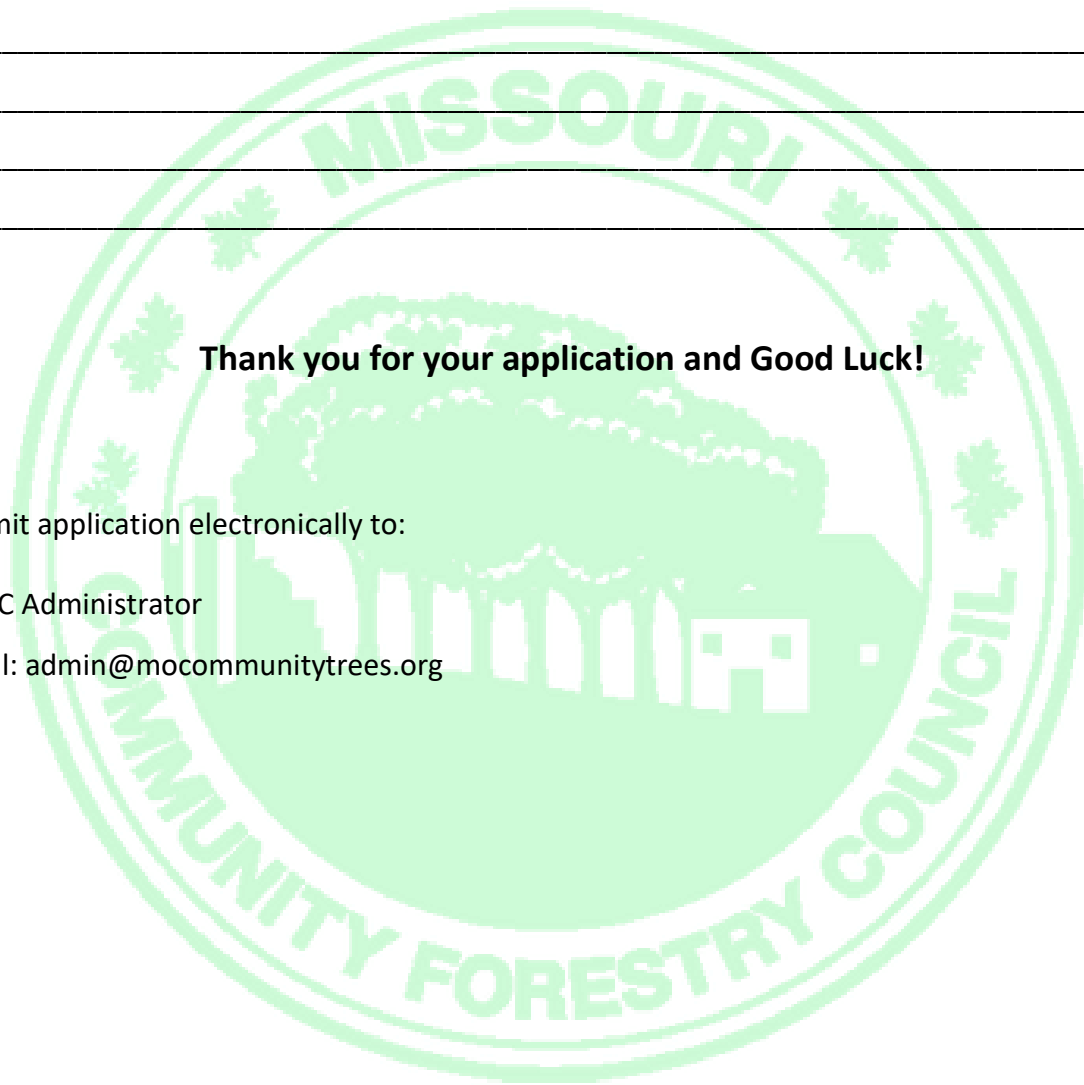 MISSOURI
Thank you for your application and Good Luck!
mit application electronically to:
C Administrator
l: admin@mocommunitytrees.org
COMMUNITY FORESTRY COUNCIL